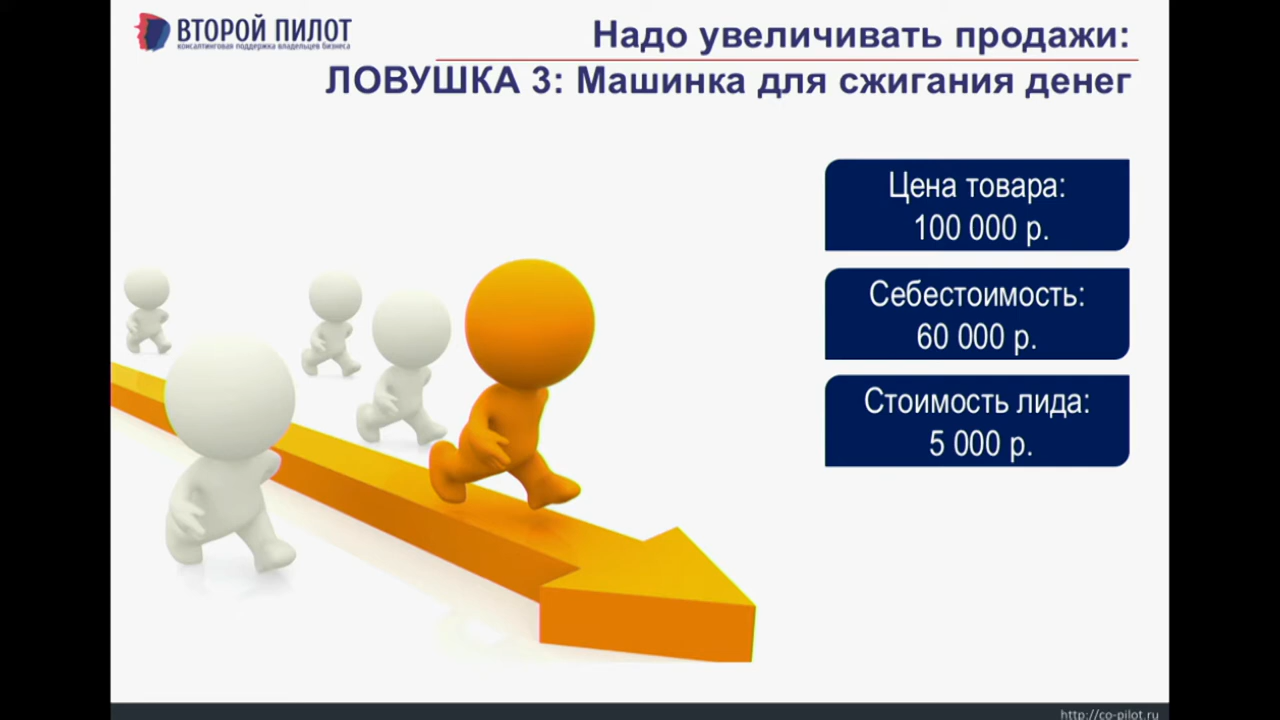 ВТОРОЙ ПИЛОТ
консалтинговая поддержка владельцев бизнеса
Надо увеличивать продажи:
ЛОВУШКА 3: Машинка для сжигания денег
Цена товара:
100 000 р.
Себестоимость:
60 000 р.
Стоимость лида:
5 000 р.
http://co-pilot.ru